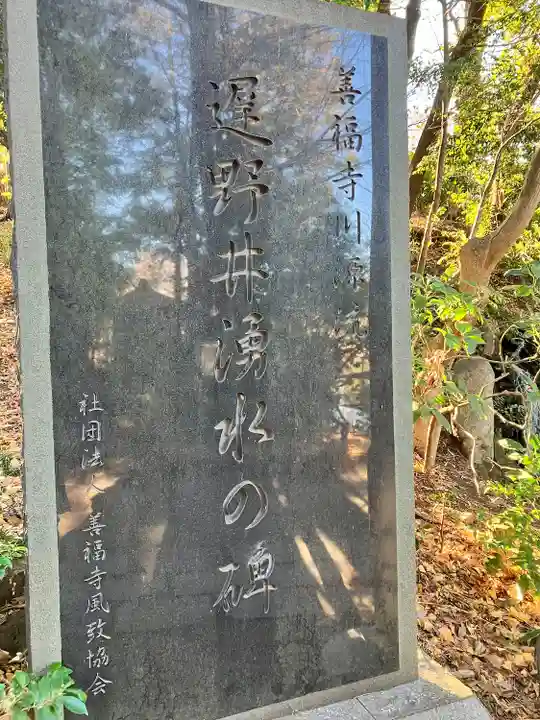 善福寺川源流
遅野井湧水の碑
社団法人 善福寺風致協会